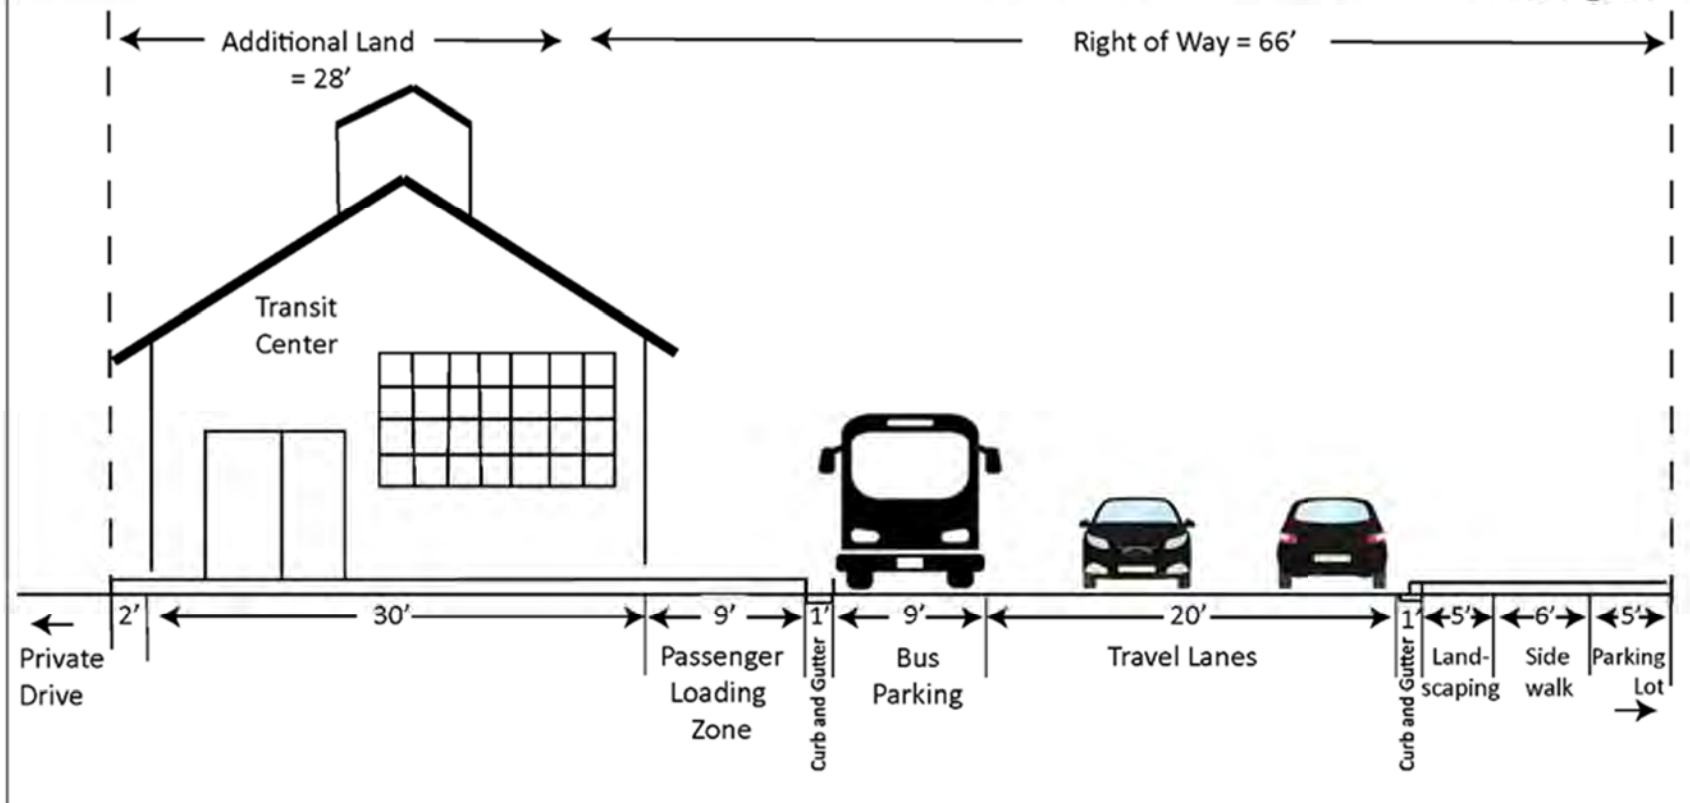 Additional Land
= 28’
Right of Way = 66’
Transit
Center
2’
30’
9’
1’
9’
20’
1’
5’
6’
5’
Private
Drive
Passenger
Loading
Zone
Curb and Gutter
Bus
Parking
Travel Lanes
Curb and Gutter
Land-
scaping
Side
walk
Parking
Lot